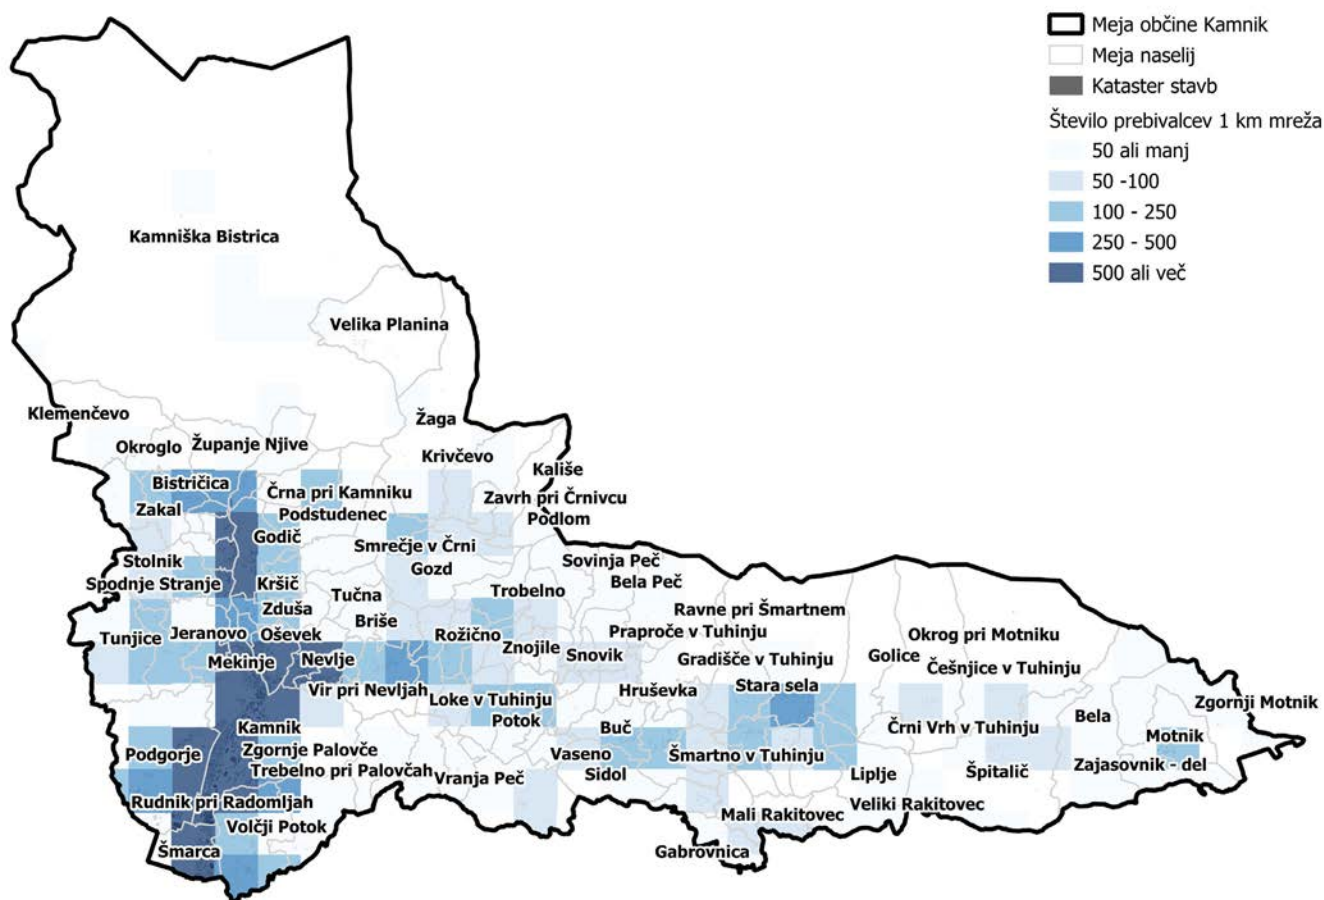 Meja občine Kamnik
Meja naselij
Kataster stavb
Število prebivalcev 1 km mreža
50 ali manj
50 -100
100 - 250
250 - 500
500 ali več
Kamniška Bistrica
Velika Planina
Klemenčevo
Žaga
Okroglo
Županje Njive
Krivčevo
Kališe
Bistričica
Črna pri Kamniku
Zavrh pri Črnivcu
Zakal
Podstudenec
Podlom
Godič
Smrečje v Črni
Stolnik
Gozd
Sovinja Peč
Spodnje Stranje
Kršič
Bela Peč
Tučna
Trobelno
Zduša
Ravne pri Šmartnem
Briše
Tunjice
Jeranovo
Oševek
Rožično
Praproče v Tuhinju
Okrog pri Motniku
Znojile
Snovik
Golice
Mekinje
Nevlje
Gradišče v Tuhinju
Češnjice v Tuhinju
Vir pri Nevljah
Hruševka
Stara sela
Loke v Tuhinju
Zgornji Motnik
Potok
Bela
Kamnik
Buč
Črni Vrh v Tuhinju
Motnik
Podgorje
Zgornje Palovče
Vaseno
Šmartno v Tuhinju
Zajasovnik - del
Trebelno pri Palovčah
Vranja Peč
Sidol
Liplje
Špitalič
Rudnik pri Radomljah
Mali Rakitovec
Veliki Rakitovec
Volčji Potok
Šmarca
Gabrovnica